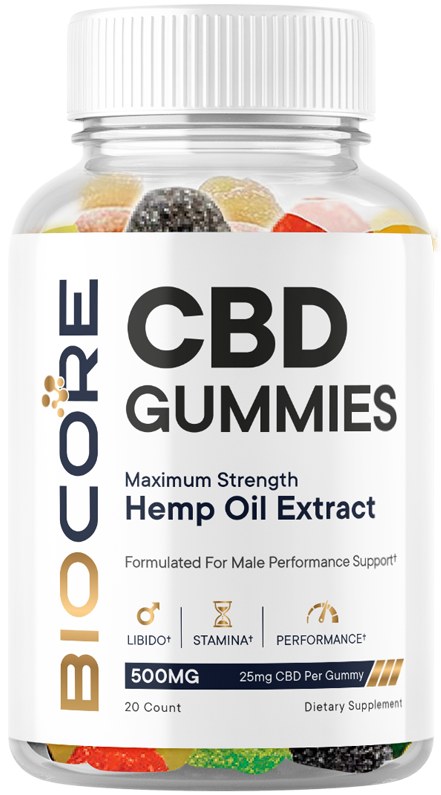 BIOCORE
CBD
GUMMIES
Maximum Strength
Hemp Oil Extract
Formulated For Male Performance Support†
LIBIDO† STAMINA† PERFORMANCE†
500MG 25mg CBD Per Gummy
20 Count Dietary Supplement